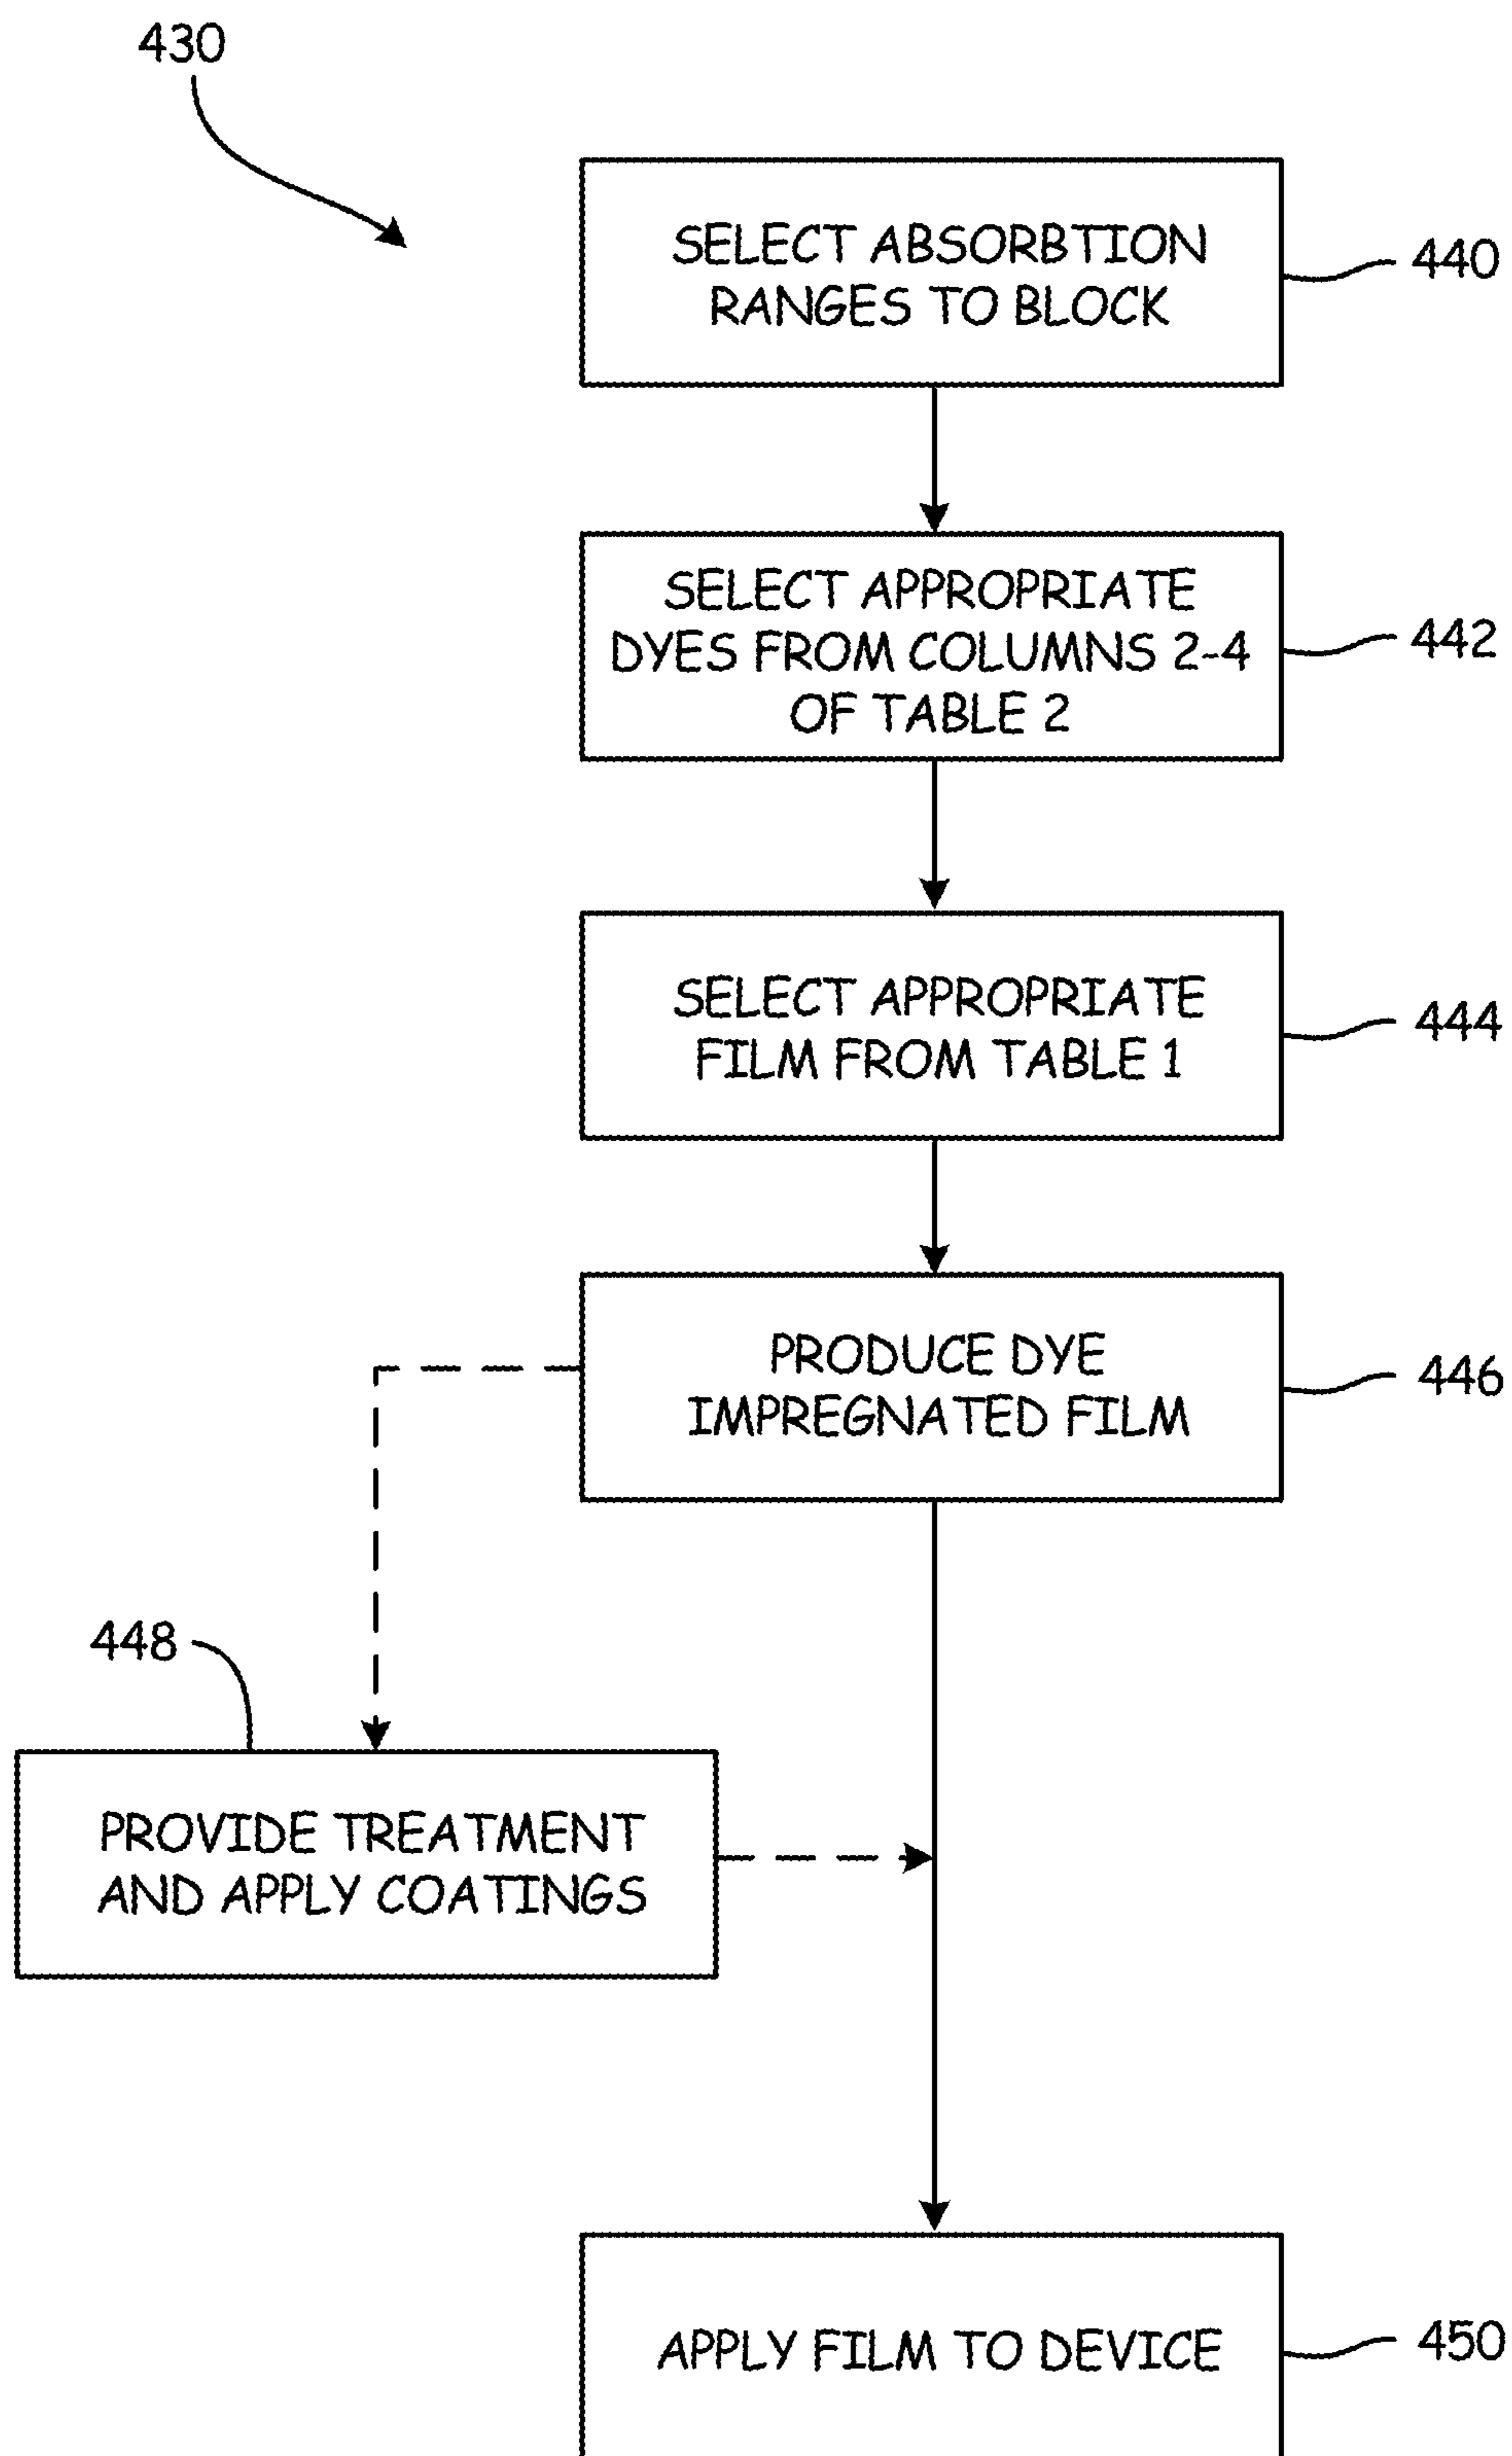 430
SELECT ABSORBTION
RANGES TO BLOCK
440
SELECT APPROPRIATE
DYES FROM COLUMNS 2-4
OF TABLE 2
442
SELECT APPROPRIATE
FILM FROM TABLE 1
444
PRODUCE DYE
IMPREGNATED FILM
446
448
PROVIDE TREATMENT
AND APPLY COATINGS
APPLY FILM TO DEVICE
450